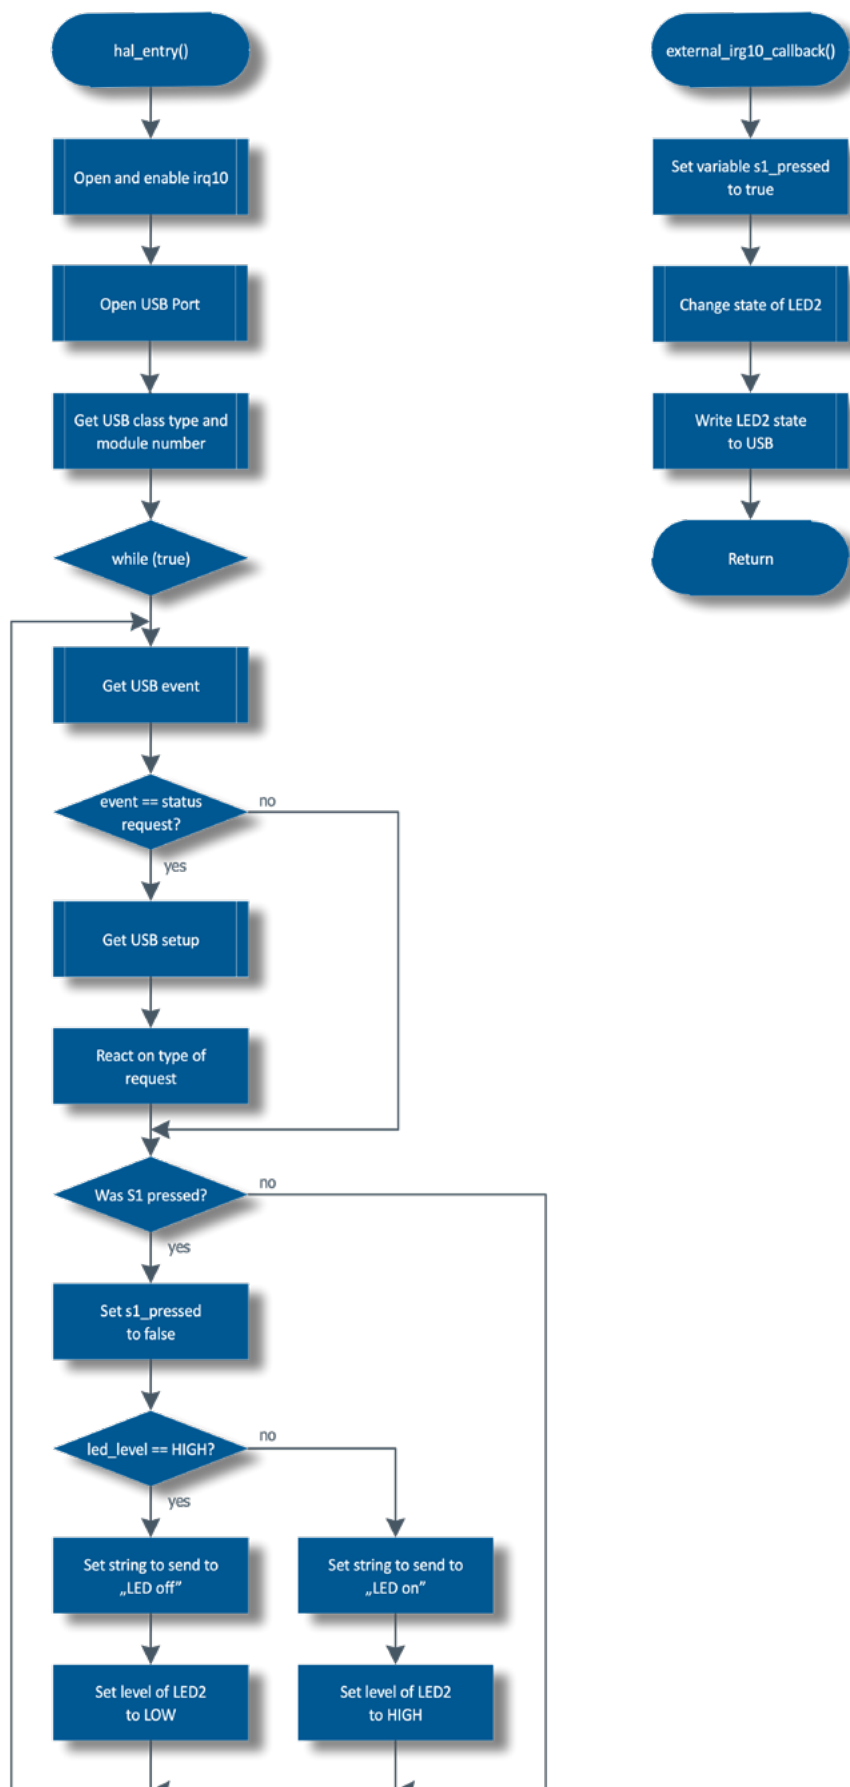 hal_entry()
Open and enable irq10
Open USB Port
Get USB class type and
module number
while (true)
Get USB event
event == status
request?
no
yes
Get USB setup
React on type of
request
Was S1 pressed?
no
yes
Set s1_pressed
to false
led_level == HIGH?
no
yes
Set string to send to
„LED off”
Set level of LED2
to LOW
Set string to send to
„LED on”
Set level of LED2
to HIGH
external_irg10_callback()
Set variable s1_pressed
to true
Change state of LED2
Write LED2 state
to USB
Return